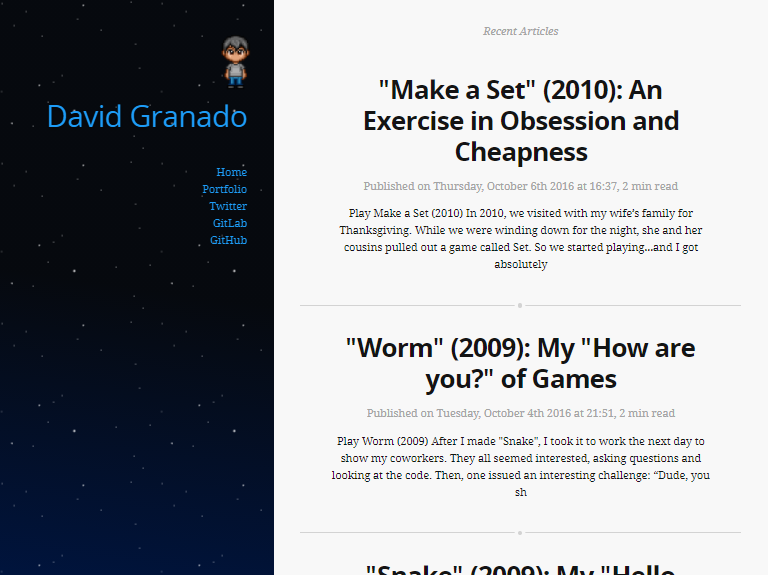 David Granado
Home
Portfolio
Twitter
GitLab
GitHub
Recent Articles
"Make a Set" (2010): An
Exercise in Obsession and
Cheapness
Published on Thursday, October 6th 2016 at 16:37, 2 min read
Play Make a Set (2010) In 2010, we visited with my wife's family for
Thanksgiving. While we were winding down for the night, she and her
cousins pulled out a game called Set. So we started playing...and I got
absolutely
"Worm" (2009): My "How are
you?" of Games
Published on Tuesday, October 4th 2016 at 21:51, 2 min read
Play Worm (2009) After I made "Snake", I took it to work the next day to
show my coworkers. They all seemed interested, asking questions and
looking at the code. Then, one issued an interesting challenge: “Dude, you
sh
"Snake" (2009): My "Hello